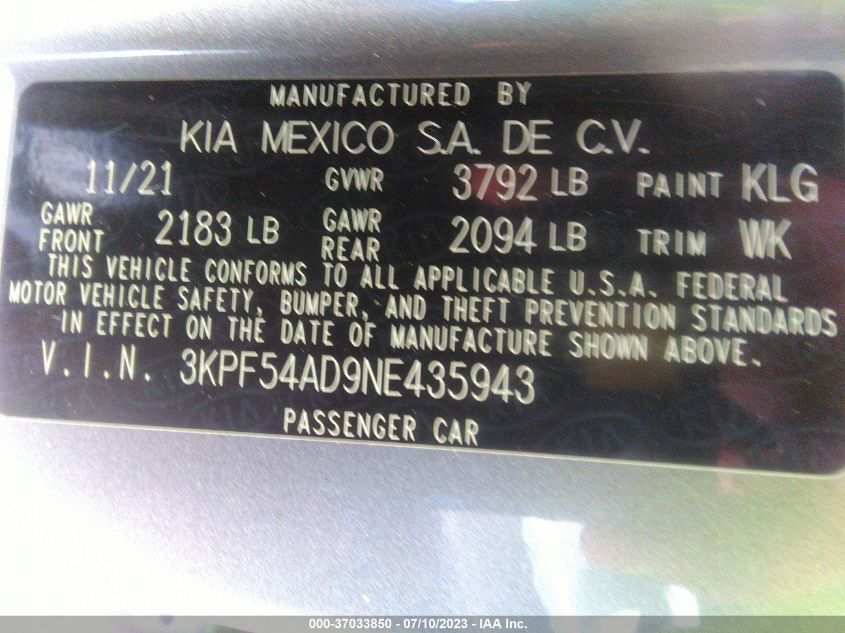 MANUFACTURED BY
KIA MEXICO S.A. DE C.V.
11/21 GVWR 3792 LB PAINT KLG
GAWR FRONT 2183 LB GAWR REAR 2094 LB TRIM WK
THIS VEHICLE CONFORMS TO ALL APPLICABLE U.S.A. FEDERAL
MOTOR VEHICLE SAFETY, BUMPER, AND THEFT PREVENTION STANDARDS
IN EFFECT ON THE DATE OF MANUFACTURE SHOWN ABOVE.
V.I.N. 3KPF54AD9NE435943
PASSENGER CAR
000-37033850 - 07/10/2023 - IAA Inc.